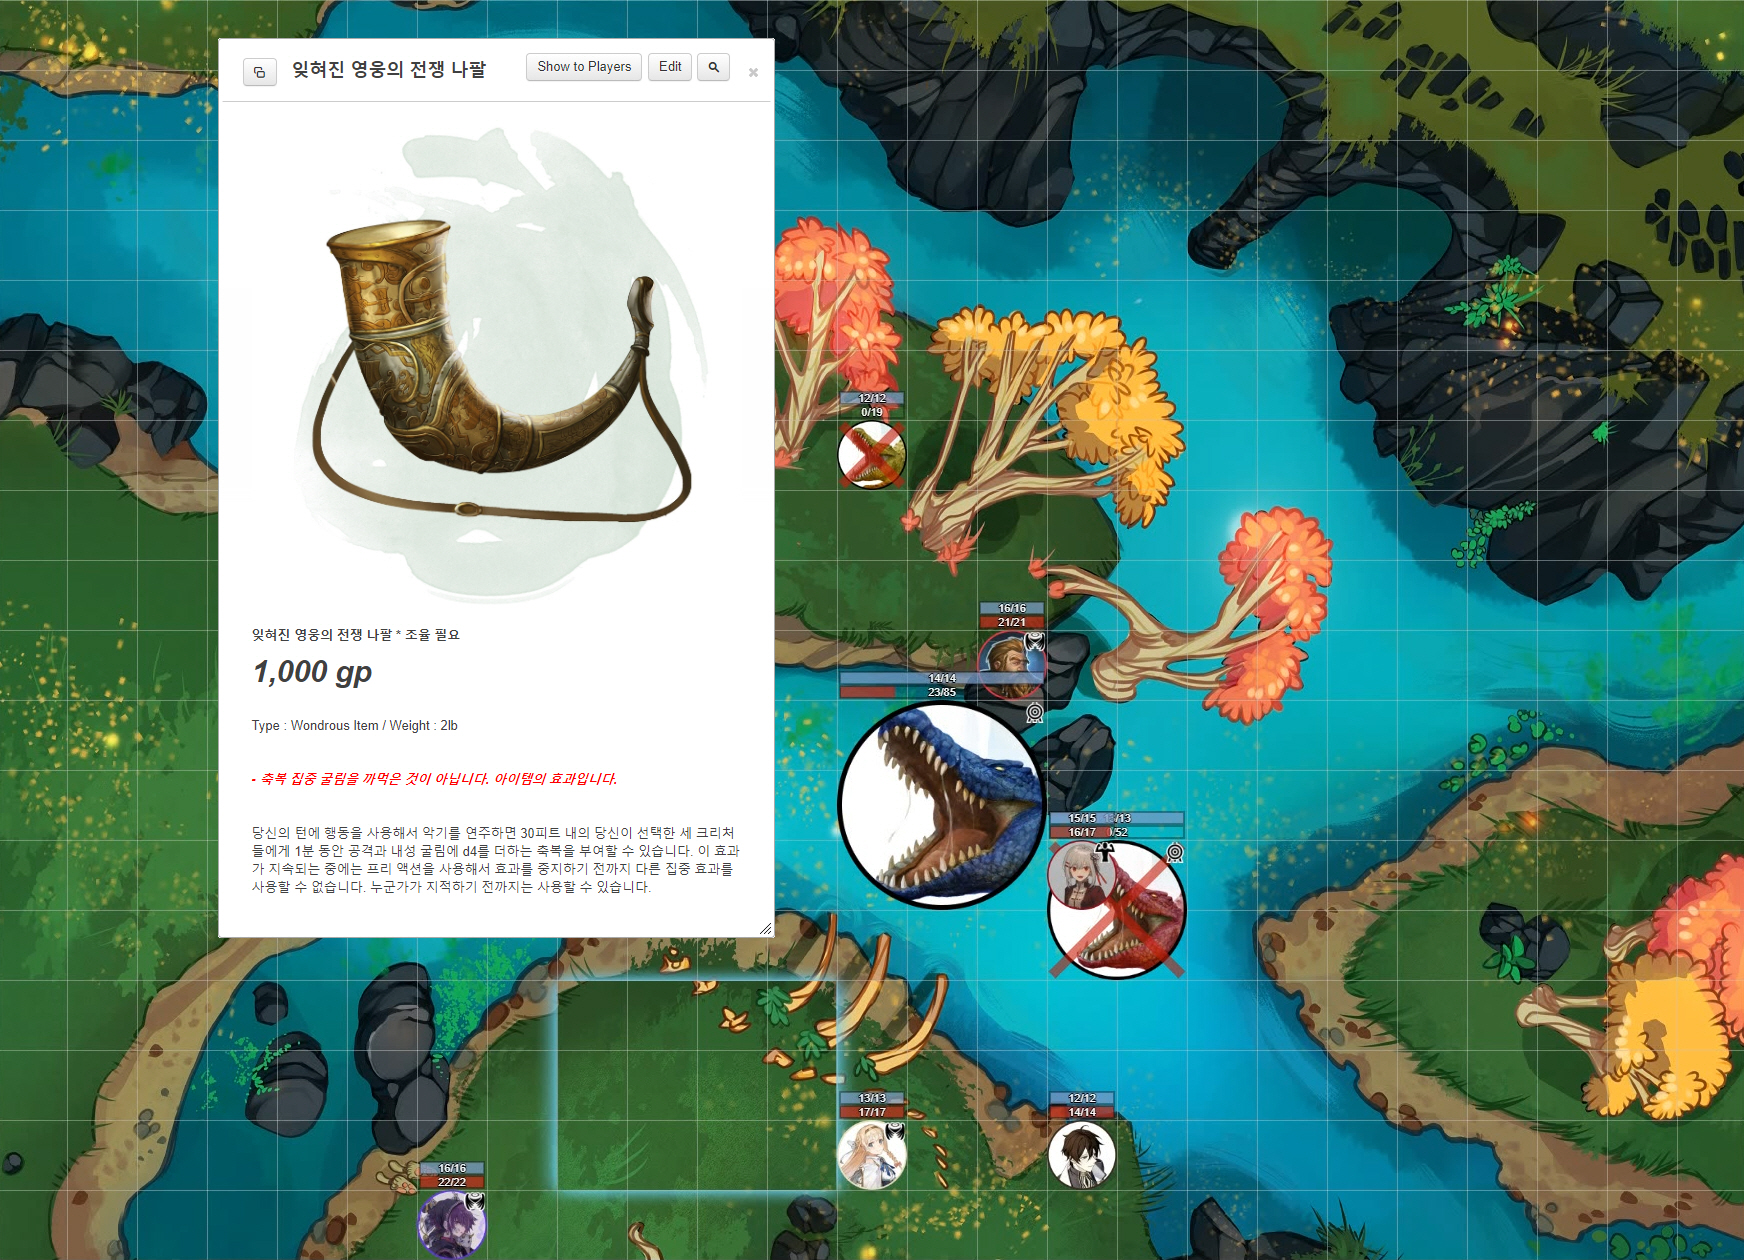 잊혀진 영웅의 전쟁 나팔
Show to Players
Edit
잊혀진 영웅의 전쟁 나팔 * 조율 필요
1,000 gp
Type : Wondrous Item / Weight : 2lb
- 축복 집중 굴림을 까먹은 것이 아닙니다. 아이템의 효과입니다.
당신의 턴에 행동을 사용해서 악기를 연주하면 30피트 내의 당신이 선택한 세 크리처
들에게 1분 동안 공격과 내성 굴림에 d4를 더하는 축복을 부여할 수 있습니다. 이 효과
가 지속되는 중에는 프리 액션을 사용해서 효과를 중지하기 전까지 다른 집중 효과를
사용할 수 없습니다. 누군가가 지적하기 전까지는 사용할 수 있습니다.
12/12
0/19
16/16
21/21
14/14
23/85
15/15
/13
16/17
/52
13/13
17/17
12/12
14/14
16/16
22/22